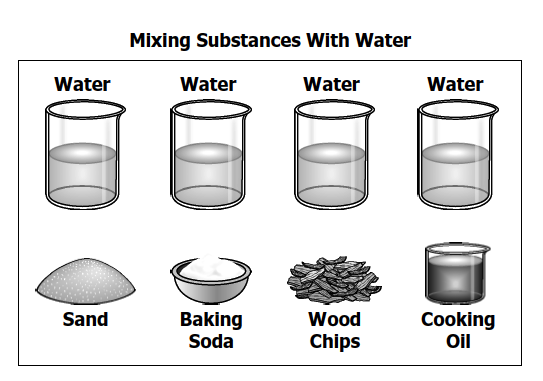 Mixing Substances With Water
Water Water Water Water
Sand Baking Soda Wood Chips Cooking Oil